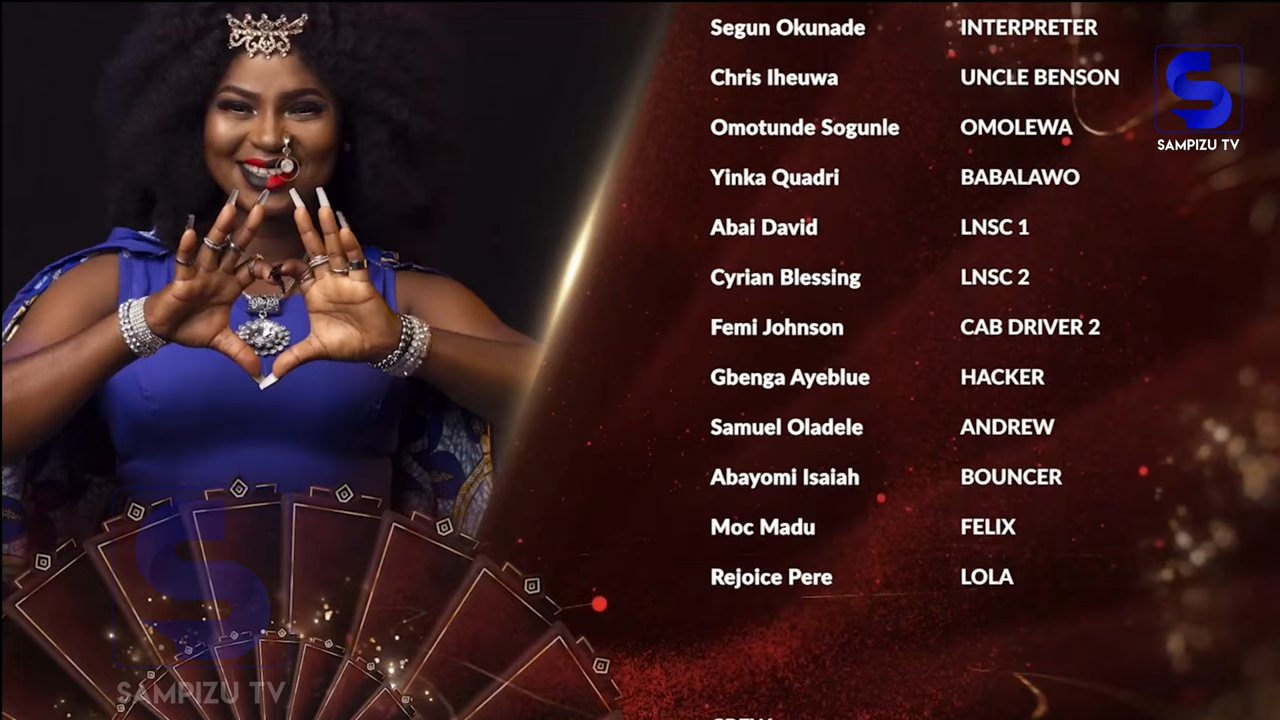 Segun Okunade INTERPRETER
Chris Iheuwa UNCLE BENSON
Omotunde Sogunle OMOLEWA
Yinka Quadri BABALAWO
Abai David LNSC 1
Cyrian Blessing LNSC 2
Femi Johnson CAB DRIVER 2
Gbenga Ayeblue HACKER
Samuel Oladele ANDREW
Abayomi Isaiah BOUNCER
Moc Madu FELIX
Rejoice Pere LOLA
SAMPIZU TV
SAMPIZU TV